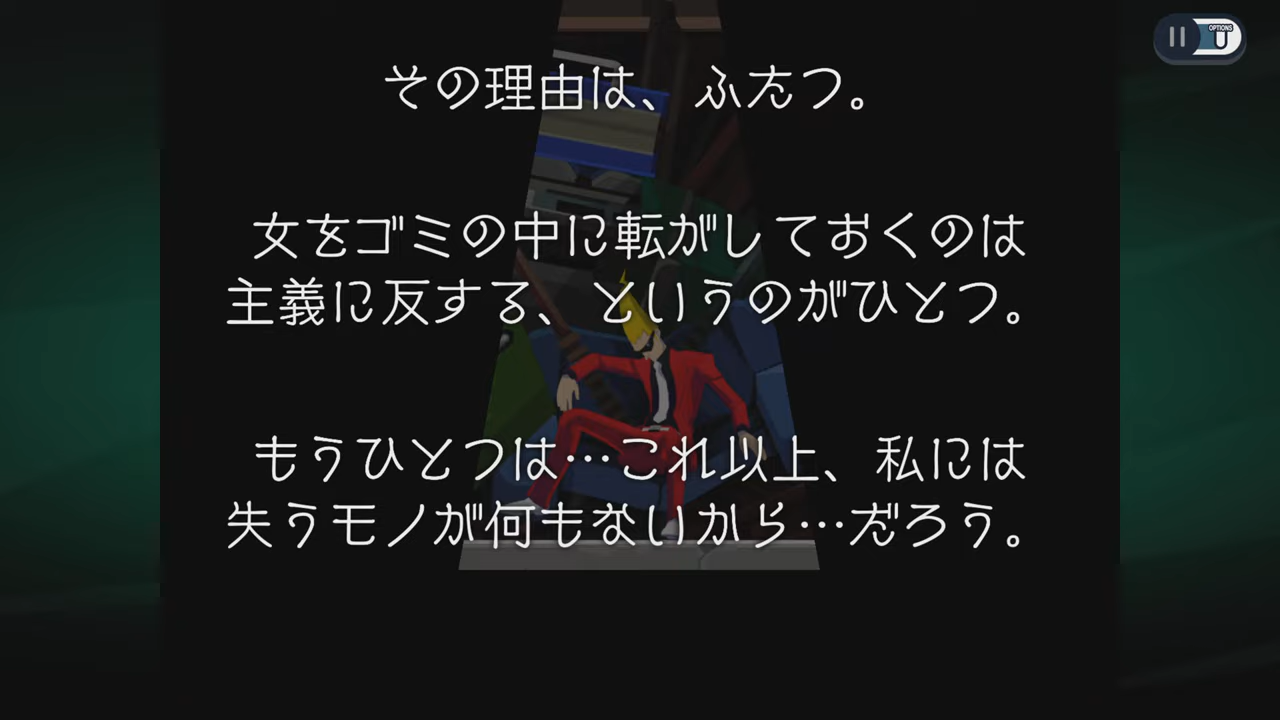 OPTIONS
その理由は、ふたつ。
女をゴミの中に転がしておくのは
主義に反する、というのがひとつ。
もうひとつは…これ以上、私には
失うモノが何もないから…だろう。